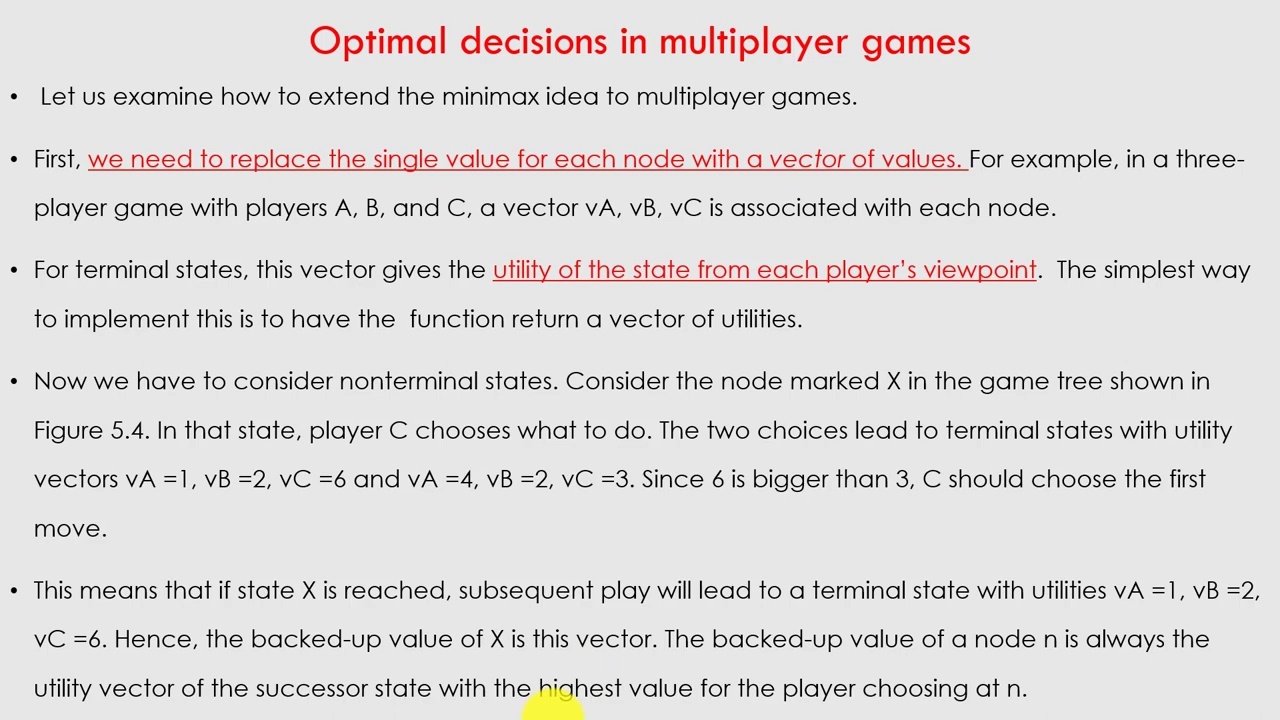 Optimal decisions in multiplayer games
• Let us examine how to extend the minimax idea to multiplayer games.
• First, we need to replace the single value for each node with a vector of values. For example, in a three-
player game with players A, B, and C, a vector vA, vB, vC is associated with each node.
• For terminal states, this vector gives the utility of the state from each player’s viewpoint. The simplest way
to implement this is to have the function return a vector of utilities.
• Now we have to consider nonterminal states. Consider the node marked X in the game tree shown in
Figure 5.4. In that state, player C chooses what to do. The two choices lead to terminal states with utility
vectors vA =1, vB =2, vC =6 and vA =4, vB =2, vC =3. Since 6 is bigger than 3, C should choose the first
move.
• This means that if state X is reached, subsequent play will lead to a terminal state with utilities vA =1, vB =2,
vC =6. Hence, the backed-up value of X is this vector. The backed-up value of a node n is always the
utility vector of the successor state with the highest value for the player choosing at n.